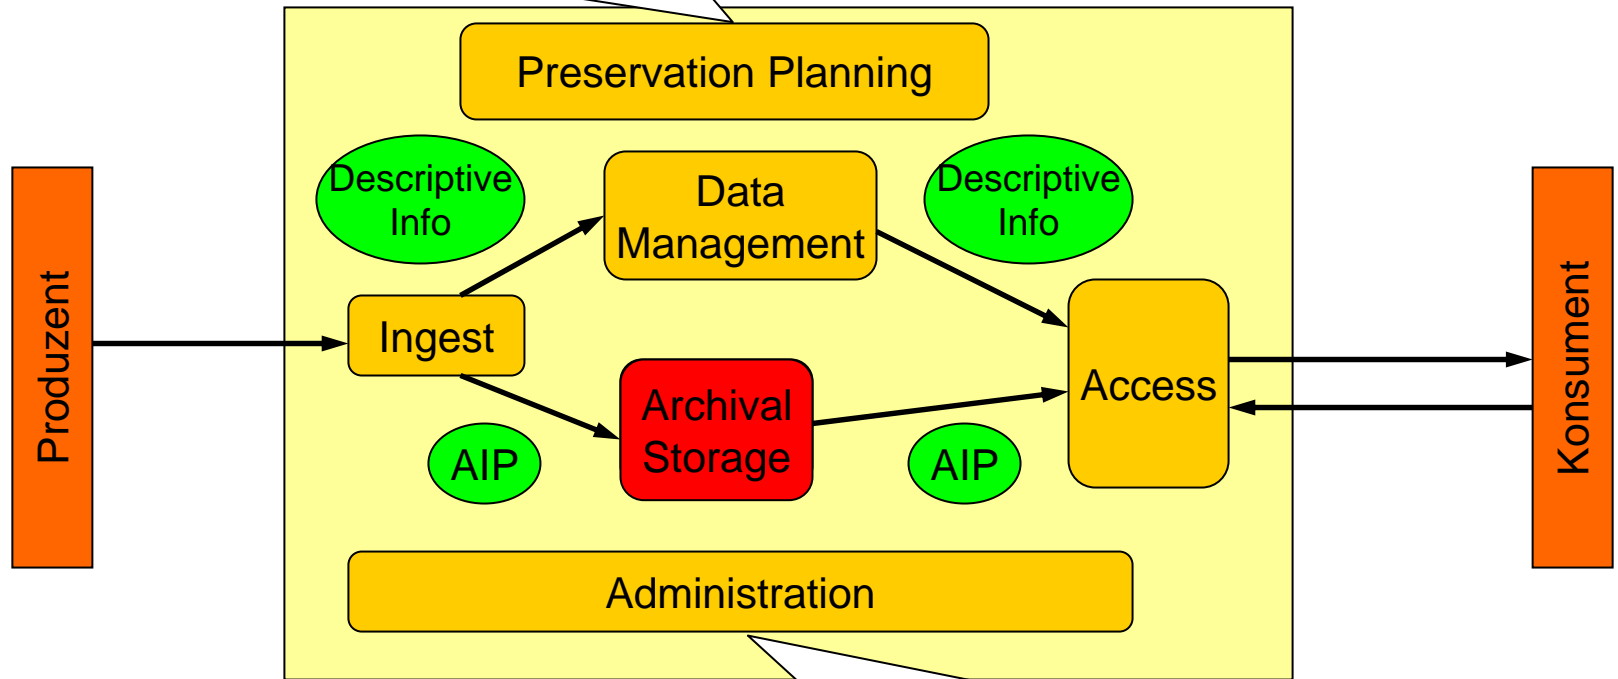 Preservation Planning
Descriptive
Info
Data
Management
Descriptive
Info
Produzent
Ingest
Archival
Storage
Access
Konsument
AIP
AIP
Administration